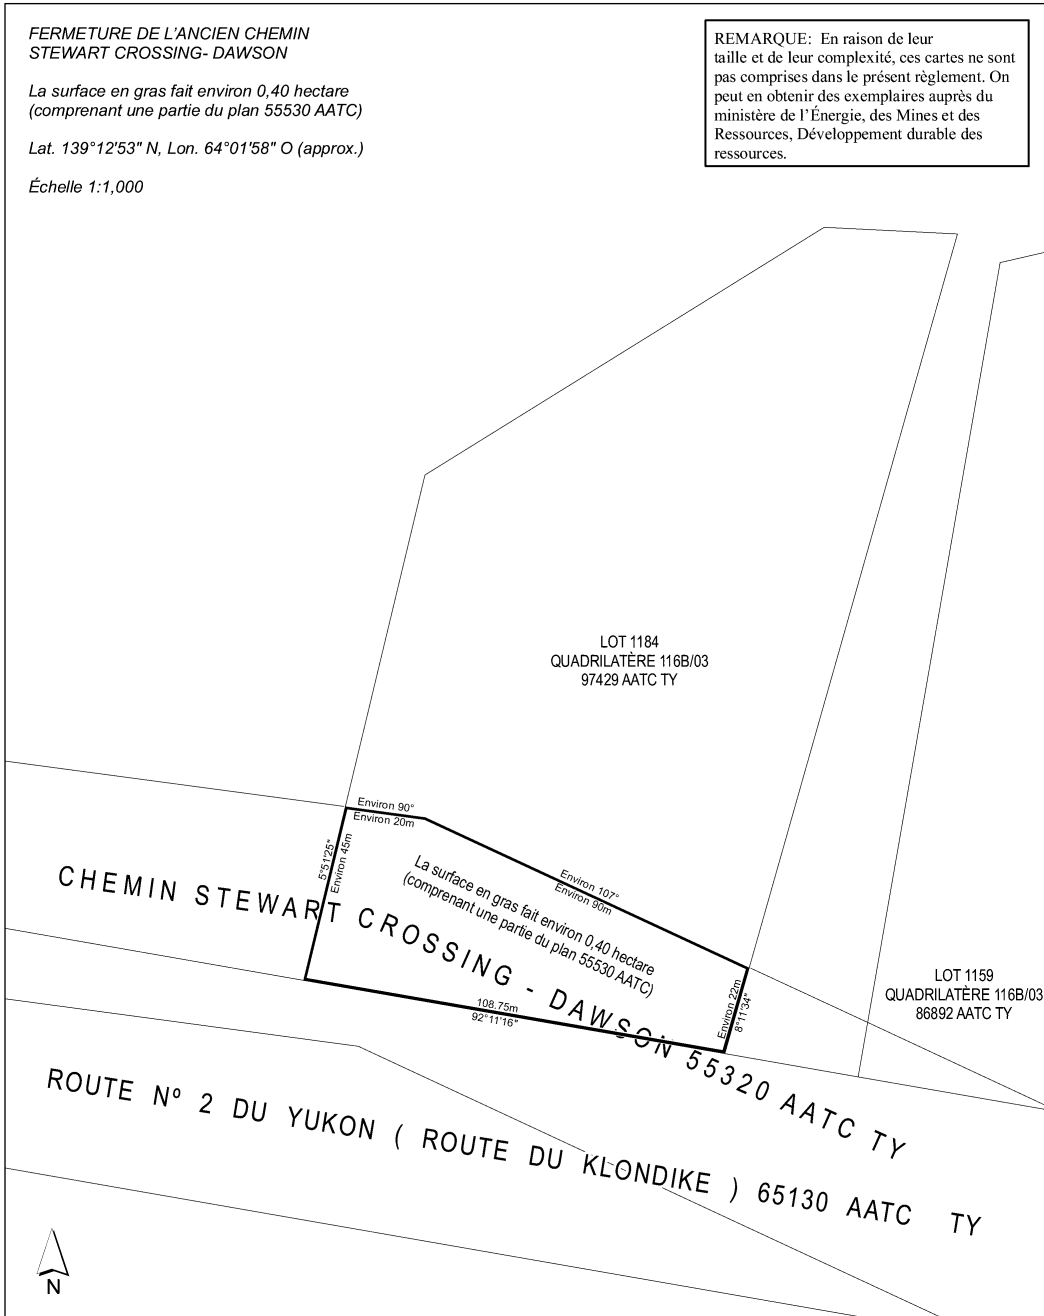 FERMETURE DE L'ANCIEN CHEMIN
STEWART CROSSING- DAWSON
La surface en gras fait environ 0,40 hectare
(comprenant une partie du plan 55530 AATC)
Lat. 139°12'53" N, Lon. 64°01'58" O (approx.)
Échelle 1:1,000
REMARQUE: En raison de leur
taille et de leur complexité, ces cartes ne sont
pas comprises dans le présent règlement. On
peut en obtenir des exemplaires auprès du
ministère de l'Énergie, des Mines et des
Ressources, Développement durable des
ressources.
LOT 1184
QUADRILATÈRE 116B/03
97429 AATC TY
Environ 90°
Environ 20m
5°51'25"
Environ 45m
Environ 107°
Environ 90m
La surface en gras fait environ 0,40 hectare
(comprenant une partie du plan 55530 AATC)
CHEMIN STEWART CROSSING - DAWSON 55320 AATC TY
108.75m
92°11'16"
Environ 22m
8°11'34"
LOT 1159
QUADRILATÈRE 116B/03
86892 AATC TY
ROUTE Nº 2 DU YUKON ( ROUTE DU KLONDIKE ) 65130 AATC TY
N